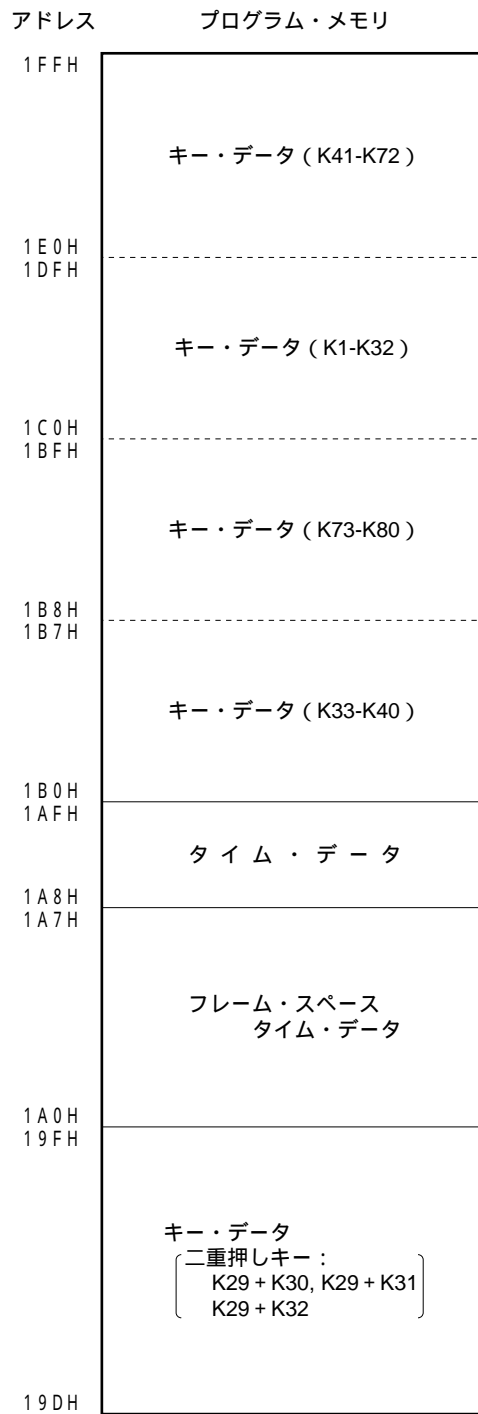 アドレス プログラム・メモリ
1FFH
キー・データ（K41-K72）
1E0H
1DFH
キー・データ（K1-K32）
1C0H
1BFH
キー・データ（K73-K80）
1B8H
1B7H
キー・データ（K33-K40）
1B0H
1AFH
タ イ ム ・ デ ー タ
1A8H
1A7H
フレーム・スペース
タイム・データ
1A0H
19FH
キー・データ
二重押しキー：
K29 + K30, K29 + K31
K29 + K32
19DH